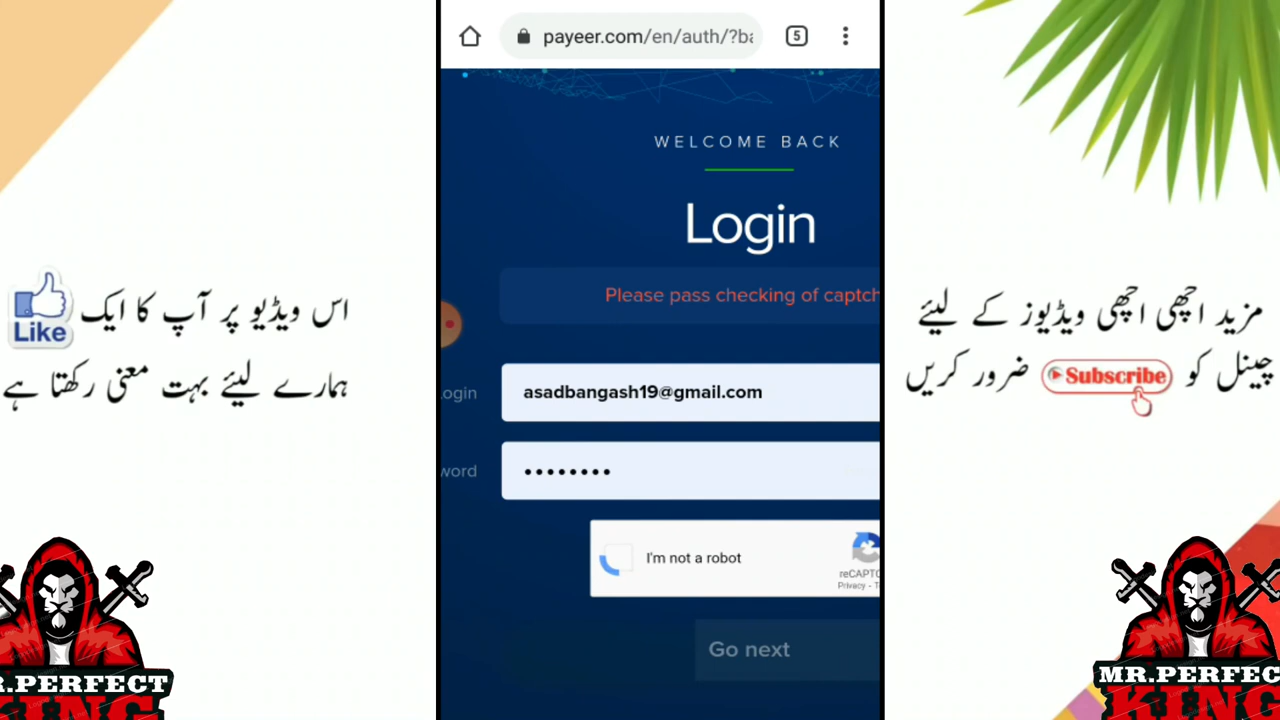 payeer.com/en/auth/?ba
5
WELCOME BACK
Login
Please pass checking of captch
ogin
asadbangash19@gmail.com
word
I'm not a robot
reCAPTC
Privacy - T
Go next
اس ویڈیو پر آپ کا ایک Like
ہمارے لیئے بہت معنی رکھتا ہے
مزید اچھی اچھی ویڈیوز کے لیئے
چینل کو Subscribe ضرور کریں
R.PERFECT
KING
MR.PERFEC
KING